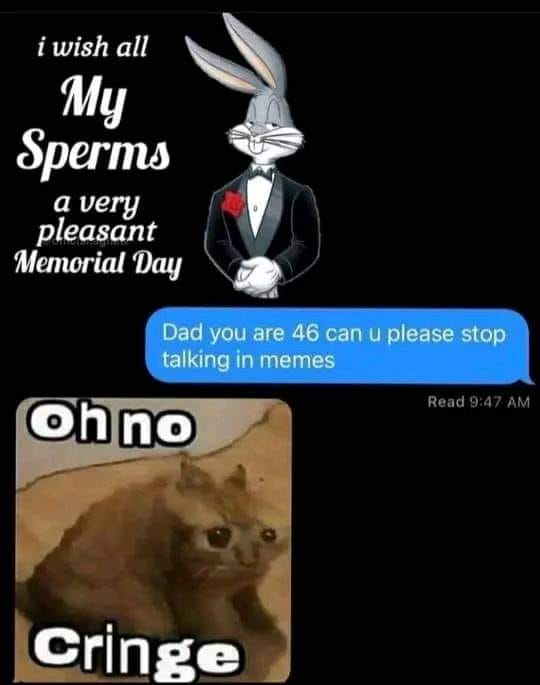 i wish all
My
Sperms
a very
pleasant
Memorial Day
Dad you are 46 can u please stop
talking in memes
Read 9:47 AM
Oh no
Cringe